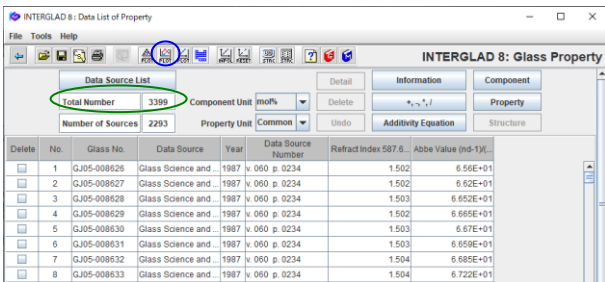 INTERGLAD 8: Data List of Property
File Tools Help
PLOT
INTERGLAD 8: Glass Property
Data Source List Detail Information Component
Total Number 3399 Component Unit mol% Delete +, -, *, / Property
Number of Sources 2293 Property Unit Common Undo Additivity Equation Structure
Delete No. Glass No. Data Source Year Data Source Number Refract Index 587.6... Abbe Value (nd-1)/(...
1 GJ05-008626 Glass Science and ... 1987 v. 060 p. 0234 1.502 6.56E+01
2 GJ05-008627 Glass Science and ... 1987 v. 060 p. 0234 1.502 6.62E+01
3 GJ05-008628 Glass Science and ... 1987 v. 060 p. 0234 1.503 6.652E+01
4 GJ05-008629 Glass Science and ... 1987 v. 060 p. 0234 1.502 6.665E+01
5 GJ05-008630 Glass Science and ... 1987 v. 060 p. 0234 1.503 6.67E+01
6 GJ05-008631 Glass Science and ... 1987 v. 060 p. 0234 1.503 6.659E+01
7 GJ05-008632 Glass Science and ... 1987 v. 060 p. 0234 1.504 6.685E+01
8 GJ05-008633 Glass Science and ... 1987 v. 060 p. 0234 1.504 6.722E+01